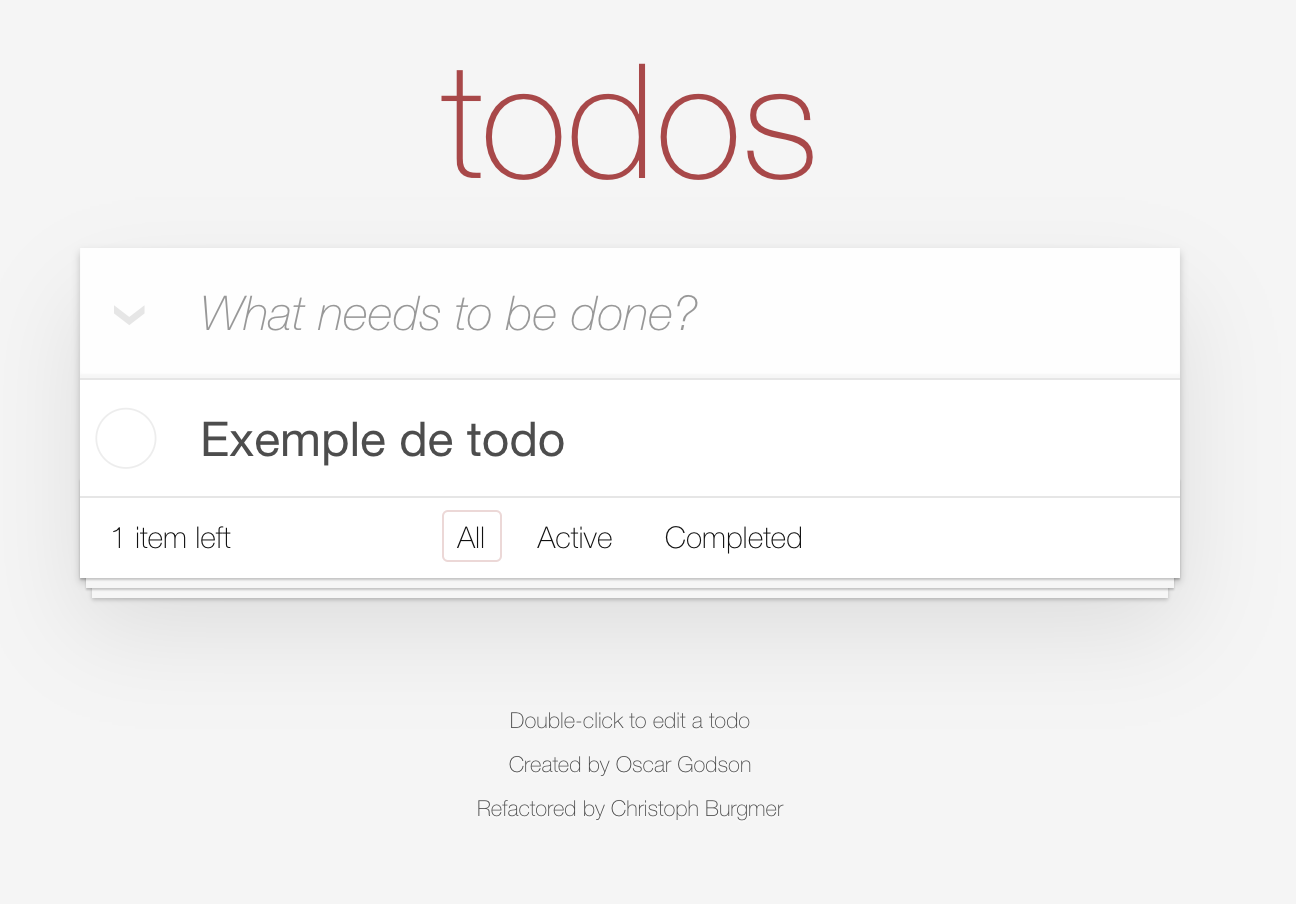 todos
What needs to be done?
Exemple de todo
1 item left All Active Completed
Double-click to edit a todo
Created by Oscar Godson
Refactored by Christoph Burgmer